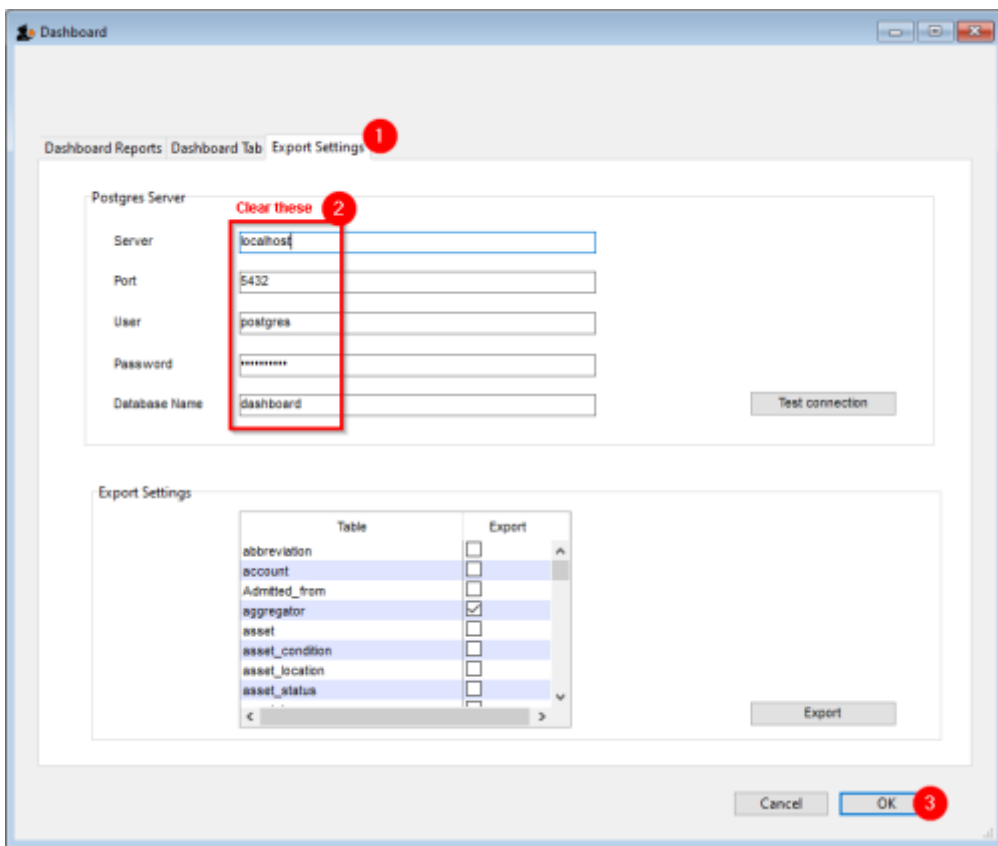 Dashboard
Dashboard Reports Dashboard Tab Export Settings 1
Postgres Server
Clear these 2
Server localhost
Port 5432
User postgres
Password ••••••••••
Database Name dashboard
Test connection
Export Settings
Table Export
abbreviation
account
Admitted_from
aggregator
asset
asset_condition
asset_location
asset_status
Export
Cancel OK 3